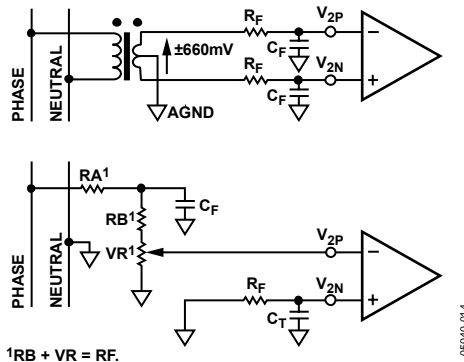 RF
V2P
CF
±660mV
RF
V2N
CF
AGND
PHASE
NEUTRAL
RA1
CF
RB1
VR1
V2P
RF
V2N
CT
PHASE
NEUTRAL
1RB + VR = RF.
05940-014